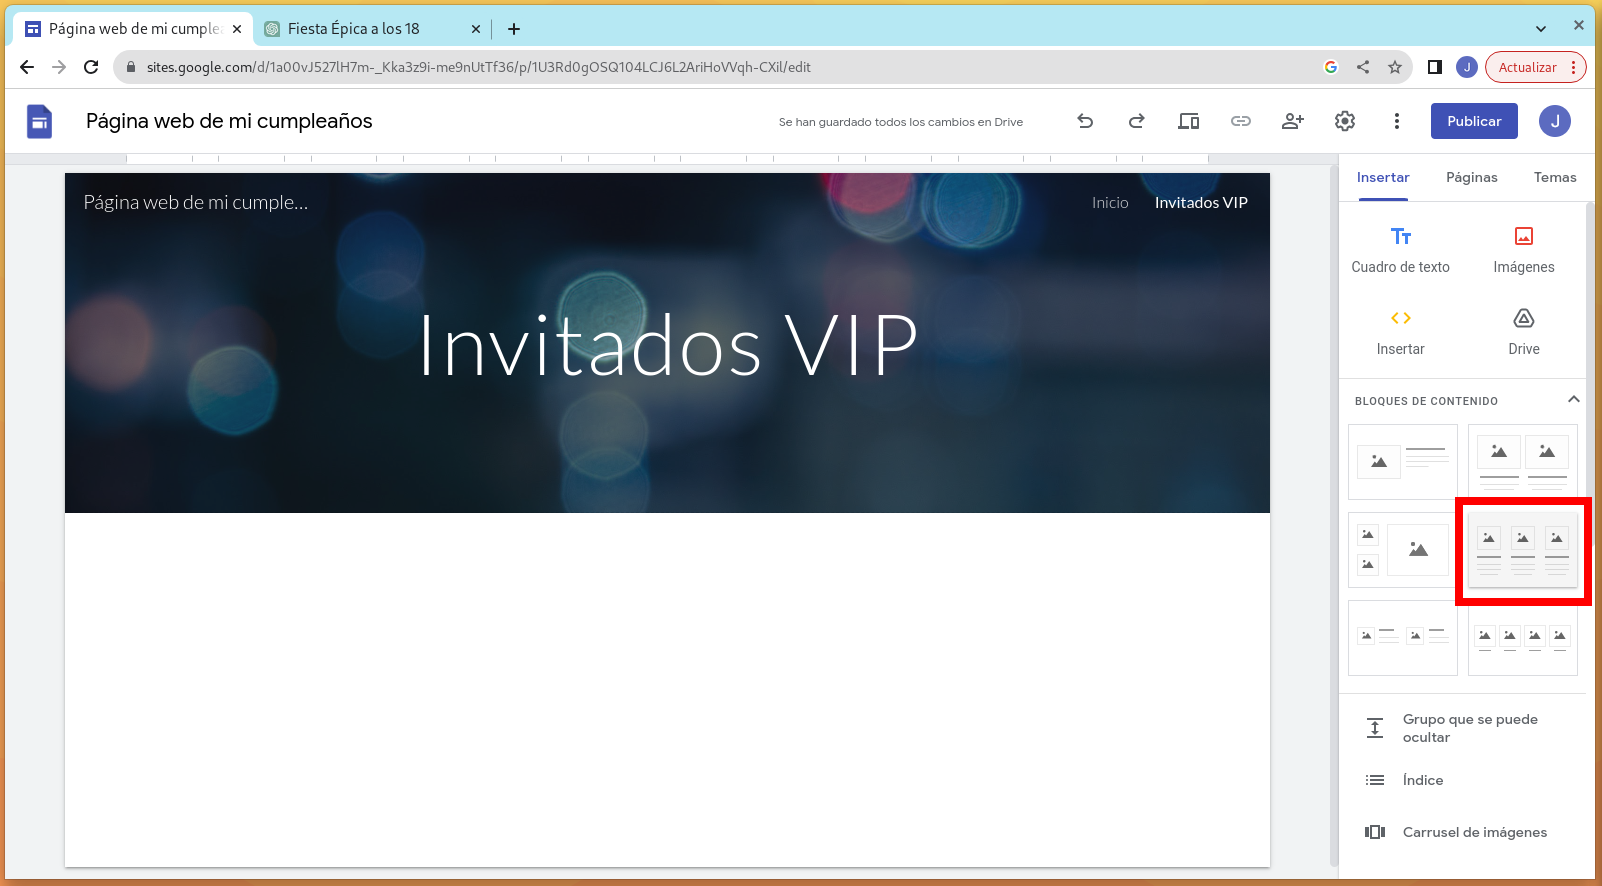 Página web de mi cumplea
Fiesta Épica a los 18
sites.google.com/d/1a00vJ527lH7m-_Kka3z9i-me9nUtTf36/p/1U3Rd0gOSQ104LCJ6L2AriHoVVqh-CXil/edit
J
Actualizar
Página web de mi cumpleaños
Se han guardado todos los cambios en Drive
Publicar
J
Insertar
Páginas
Temas
Página web de mi cumple...
Inicio
Invitados VIP
Invitados VIP
Tt
Cuadro de texto
Imágenes
Insertar
Drive
BLOQUES DE CONTENIDO
Grupo que se puede
ocultar
Índice
Carrusel de imágenes